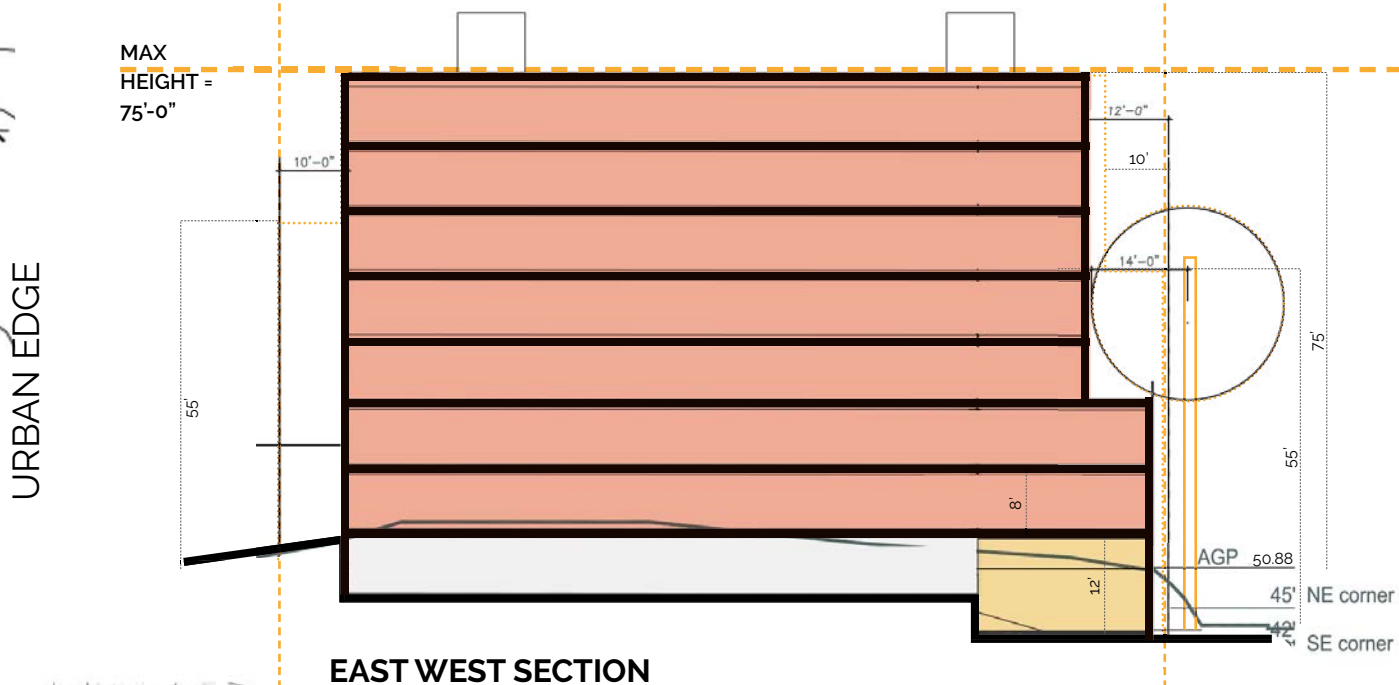 MAX
HEIGHT =
75'-0"
12'-0"
10'-0"
10'
14'-0"
URBAN EDGE
75'
55'
55'
8'
AGP 50.88
12'
45' NE corner
42'
SE corner
EAST WEST SECTION